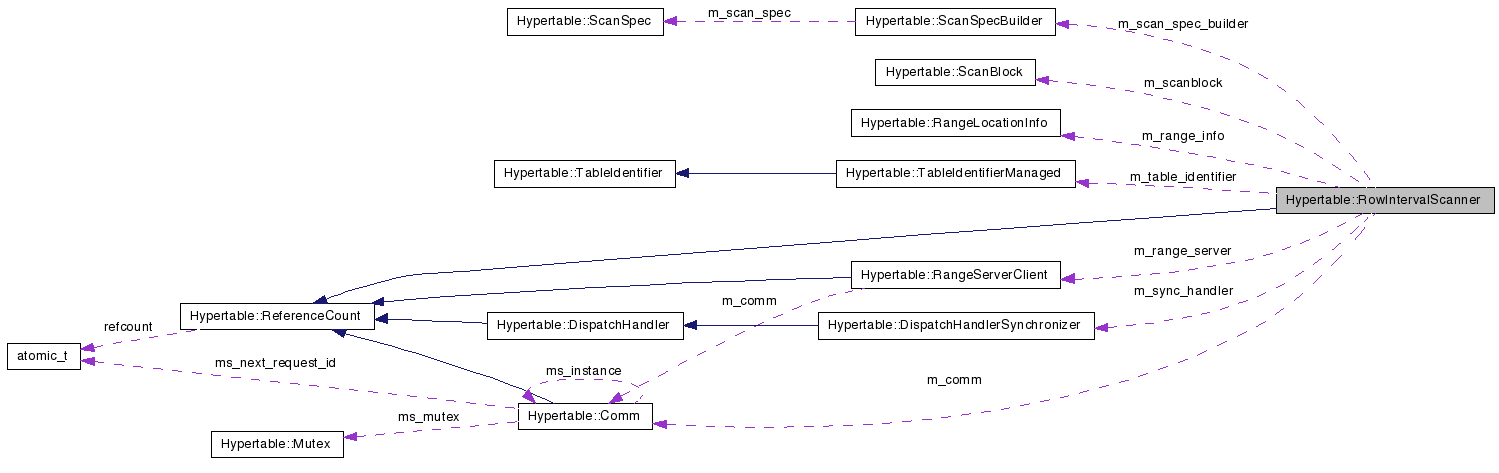 m_scan_spec
m_scan_spec_builder
Hypertable::ScanSpec
Hypertable::ScanSpecBuilder
Hypertable::ScanBlock
m_scanblock
Hypertable::RangeLocationInfo
m_range_info
Hypertable::TableIdentifier
Hypertable::TableIdentifierManaged
m_table_identifier
Hypertable::RowIntervalScanner
m_range_server
Hypertable::RangeServerClient
m_sync_handler
m_comm
Hypertable::ReferenceCount
refcount
Hypertable::DispatchHandler
Hypertable::DispatchHandlerSynchronizer
atomic_t
ms_next_request_id
ms_instance
m_comm
ms_mutex
Hypertable::Comm
Hypertable::Mutex